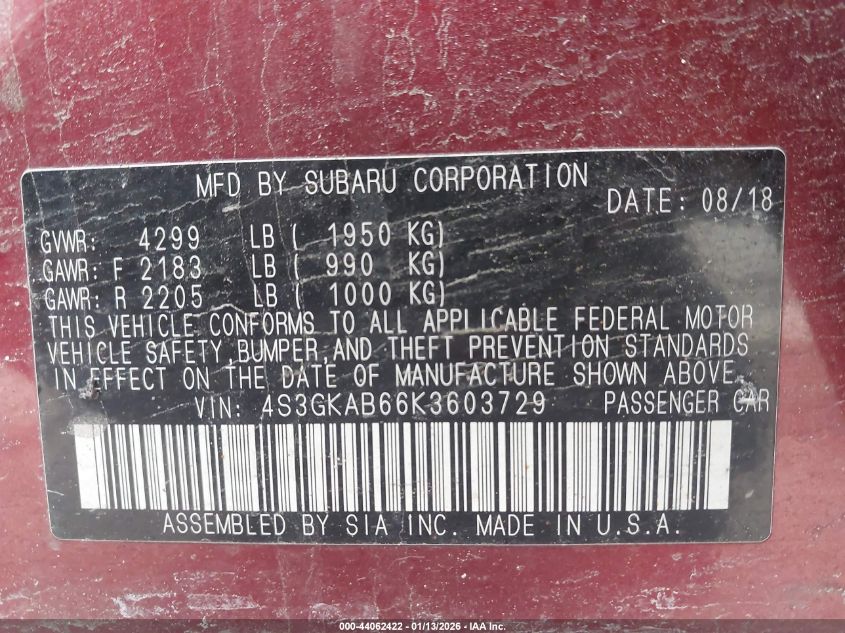 MFD BY SUBARU CORPORATION
DATE: 08/18
GVWR: 4299 LB ( 1950 KG)
GAWR: F 2183 LB ( 990 KG)
GAWR: R 2205 LB ( 1000 KG)
THIS VEHICLE CONFORMS TO ALL APPLICABLE FEDERAL MOTOR
VEHICLE SAFETY, BUMPER, AND THEFT PREVENTION STANDARDS
IN EFFECT ON THE DATE OF MANUFACTURE SHOWN ABOVE.
VIN: 4S3GKAB66K3603729 PASSENGER CAR
ASSEMBLED BY SIA INC. MADE IN U.S.A.
000-44062422 - 01/13/2026 - IAA Inc.